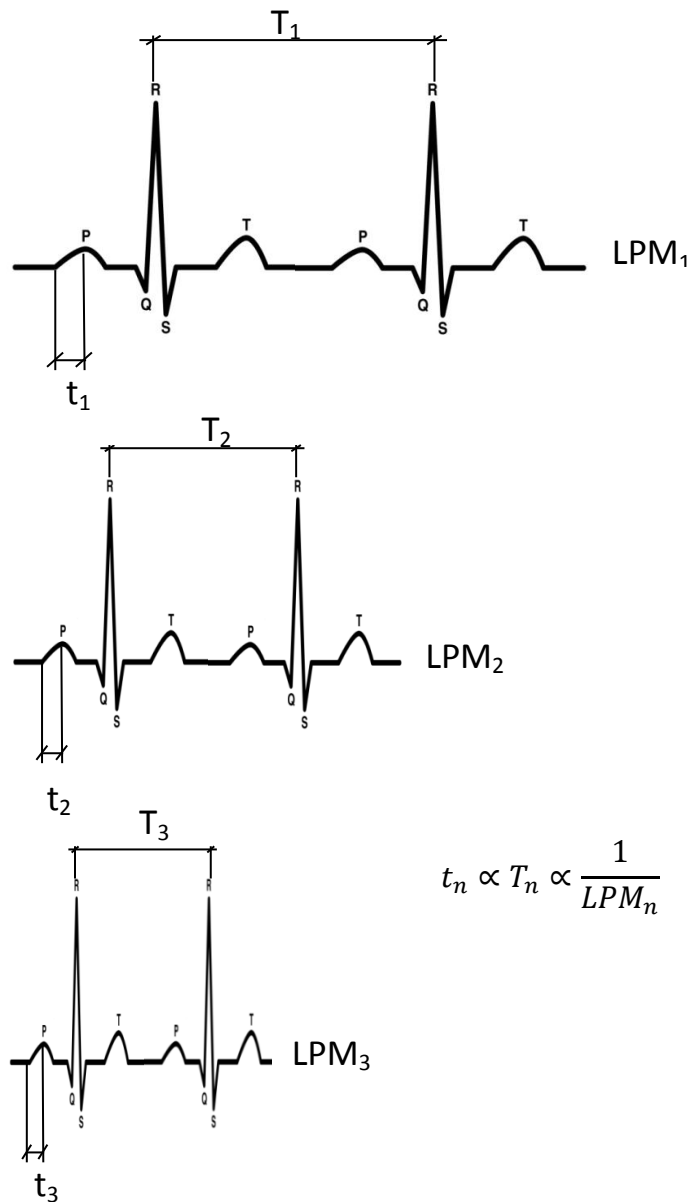 T₁
R R
P T P T
LPM₁
Q Q
S S
t₁
T₂
R R
P T P T
LPM₂
Q Q
S S
t₂
T₃
R R
tₙ ∝ Tₙ ∝ 1/LPMₙ
P T P T
LPM₃
Q Q
S S
t₃